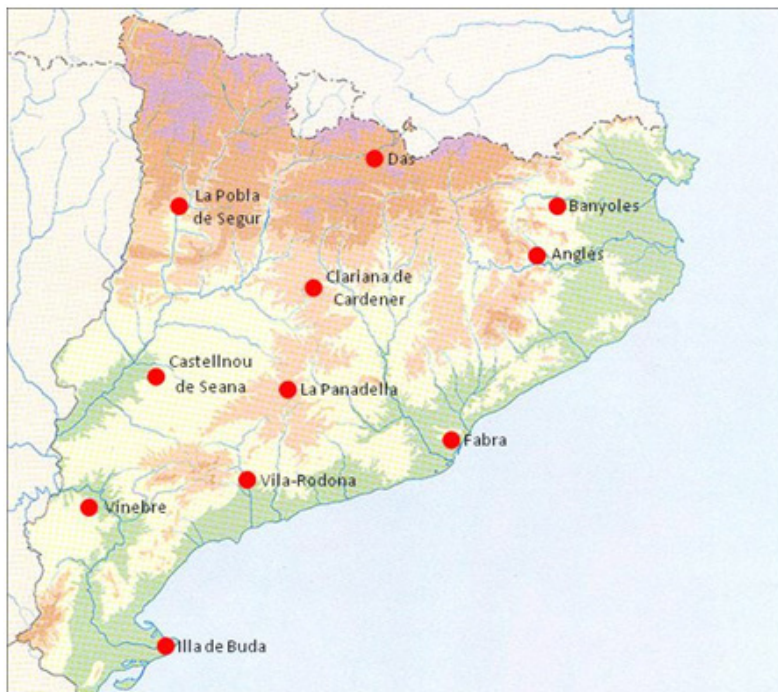 Das
La Pobla
de Segur
Banyoles
Anglès
Clariana de
Cardener
Castellnou
de Seana
La Panadella
Fabra
Vila-Rodona
Vinebre
Illa de Buda